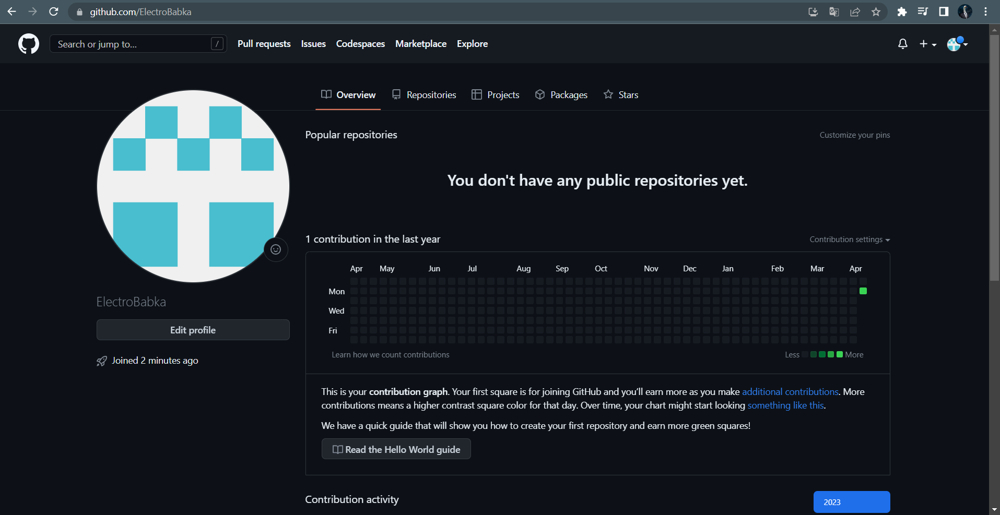 github.com/ElectroBabka
Search or jump to... /
Pull requests Issues Codespaces Marketplace Explore
Overview Repositories Projects Packages Stars
Popular repositories Customize your pins
You don't have any public repositories yet.
1 contribution in the last year Contribution settings
Apr May Jun Jul Aug Sep Oct Nov Dec Jan Feb Mar Apr
Mon
Wed
Fri
Learn how we count contributions Less More
ElectroBabka
Edit profile
Joined 2 minutes ago
This is your contribution graph. Your first square is for joining GitHub and you’ll earn more as you make additional contributions. More
contributions means a higher contrast square color for that day. Over time, your chart might start looking something like this.
We have a quick guide that will show you how to create your first repository and earn more green squares!
Read the Hello World guide
Contribution activity 2023